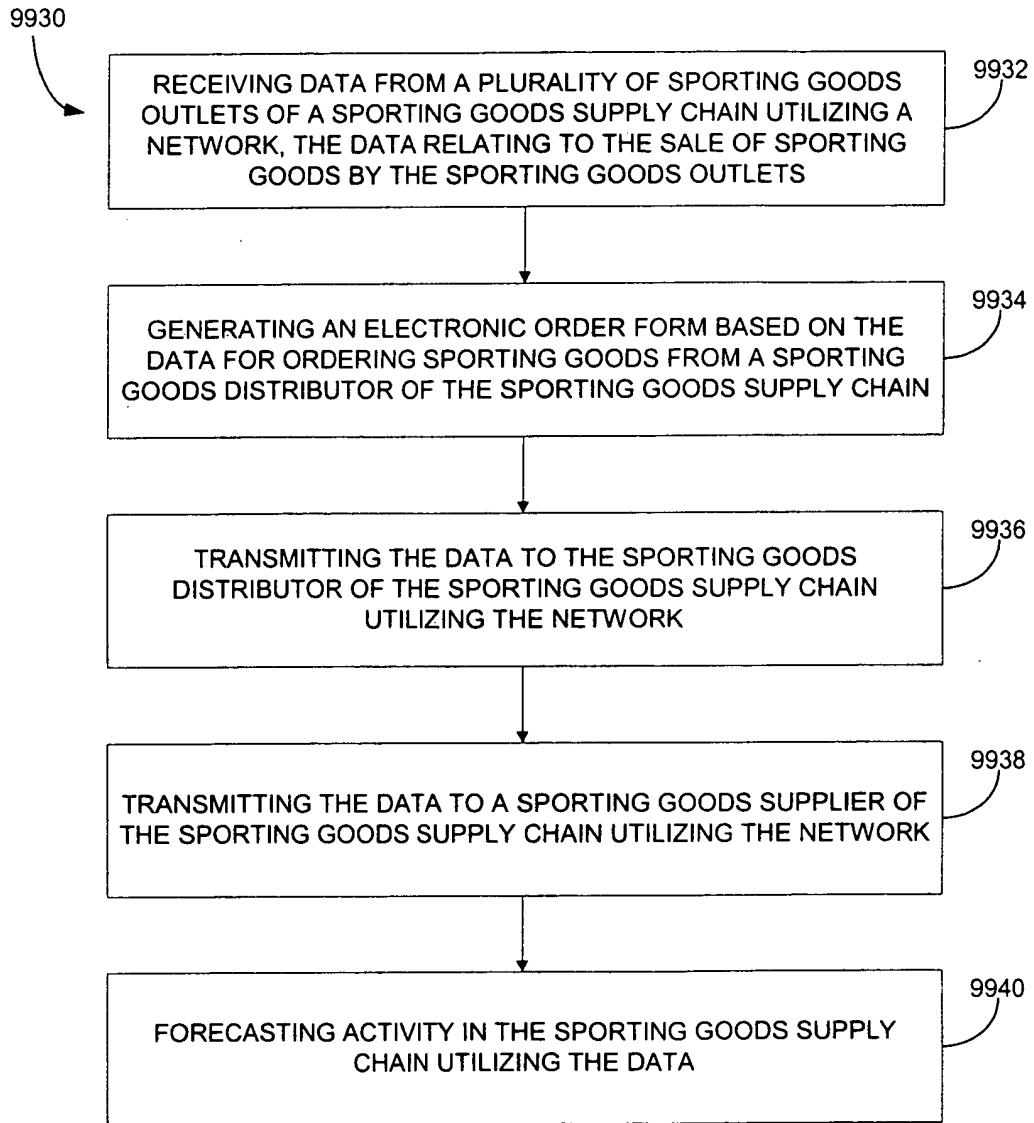 9930
RECEIVING DATA FROM A PLURALITY OF SPORTING GOODS
OUTLETS OF A SPORTING GOODS SUPPLY CHAIN UTILIZING A
NETWORK, THE DATA RELATING TO THE SALE OF SPORTING
GOODS BY THE SPORTING GOODS OUTLETS
9932
GENERATING AN ELECTRONIC ORDER FORM BASED ON THE
DATA FOR ORDERING SPORTING GOODS FROM A SPORTING
GOODS DISTRIBUTOR OF THE SPORTING GOODS SUPPLY CHAIN
9934
TRANSMITTING THE DATA TO THE SPORTING GOODS
DISTRIBUTOR OF THE SPORTING GOODS SUPPLY CHAIN
UTILIZING THE NETWORK
9936
TRANSMITTING THE DATA TO A SPORTING GOODS SUPPLIER OF
THE SPORTING GOODS SUPPLY CHAIN UTILIZING THE NETWORK
9938
FORECASTING ACTIVITY IN THE SPORTING GOODS SUPPLY
CHAIN UTILIZING THE DATA
9940